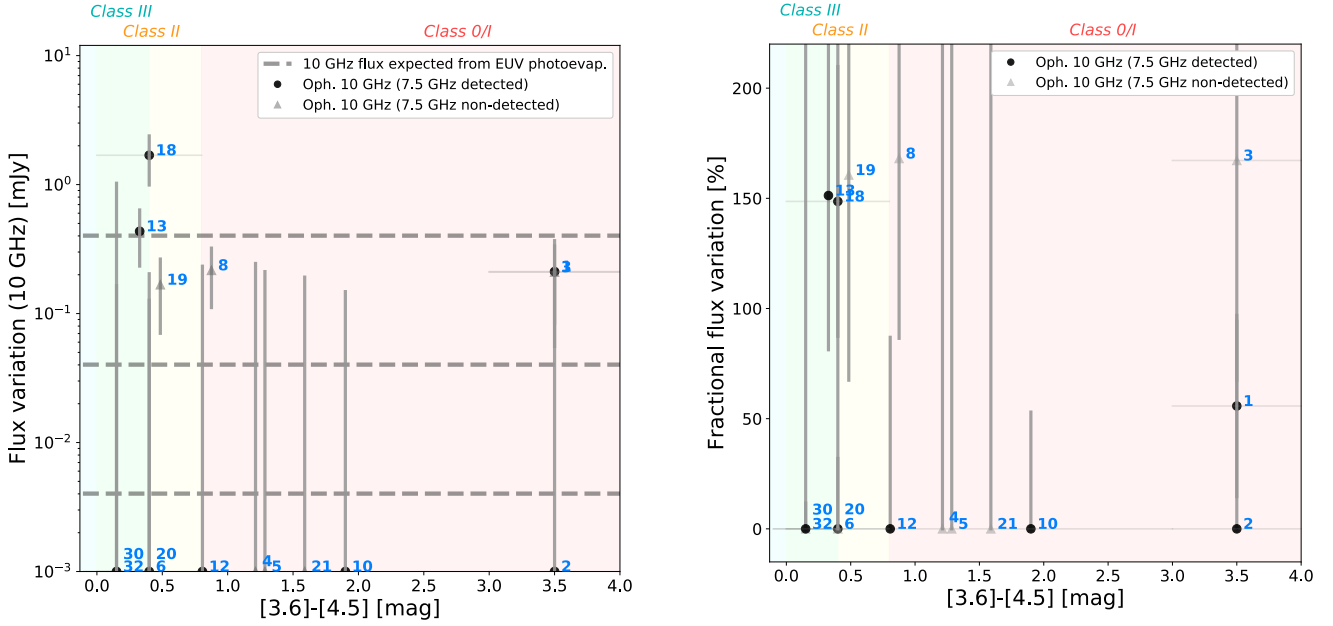 Class III
Class II
Class 0/I
10 GHz flux expected from EUV photoevap.
Oph. 10 GHz (7.5 GHz detected)
Oph. 10 GHz (7.5 GHz non-detected)
Flux variation (10 GHz) [mJy]
10¹
10⁰
10⁻¹
10⁻²
10⁻³
18
13
19
8
3
30
32
20
6
12
4
5
21
10
2
0.0 0.5 1.0 1.5 2.0 2.5 3.0 3.5 4.0
[3.6]-[4.5] [mag]
Class III
Class II
Class 0/I
Oph. 10 GHz (7.5 GHz detected)
Oph. 10 GHz (7.5 GHz non-detected)
Fractional flux variation [%]
200
150
100
50
0
8
3
19
13
18
1
30
32
20
6
12
4
5
21
10
2
0.0 0.5 1.0 1.5 2.0 2.5 3.0 3.5 4.0
[3.6]-[4.5] [mag]